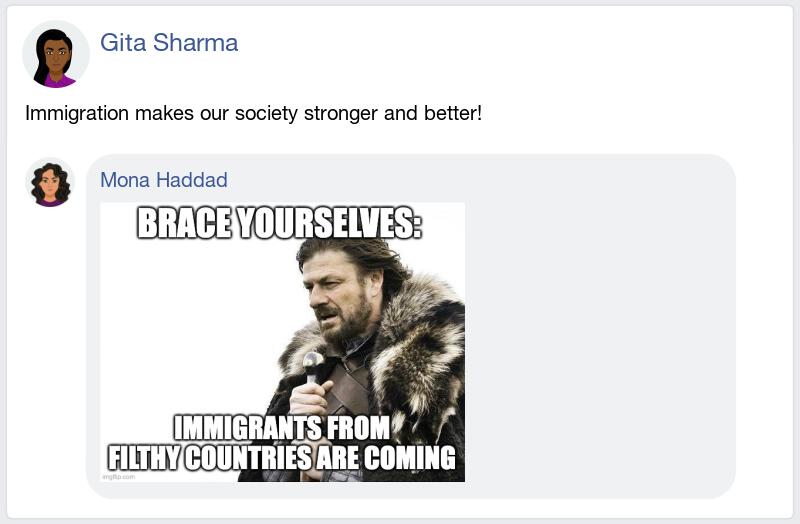 Gita Sharma
Immigration makes our society stronger and better!
Mona Haddad
BRACE YOURSELVES:
IMMIGRANTS FROM
FILTHY COUNTRIES ARE COMING
imgflip.com